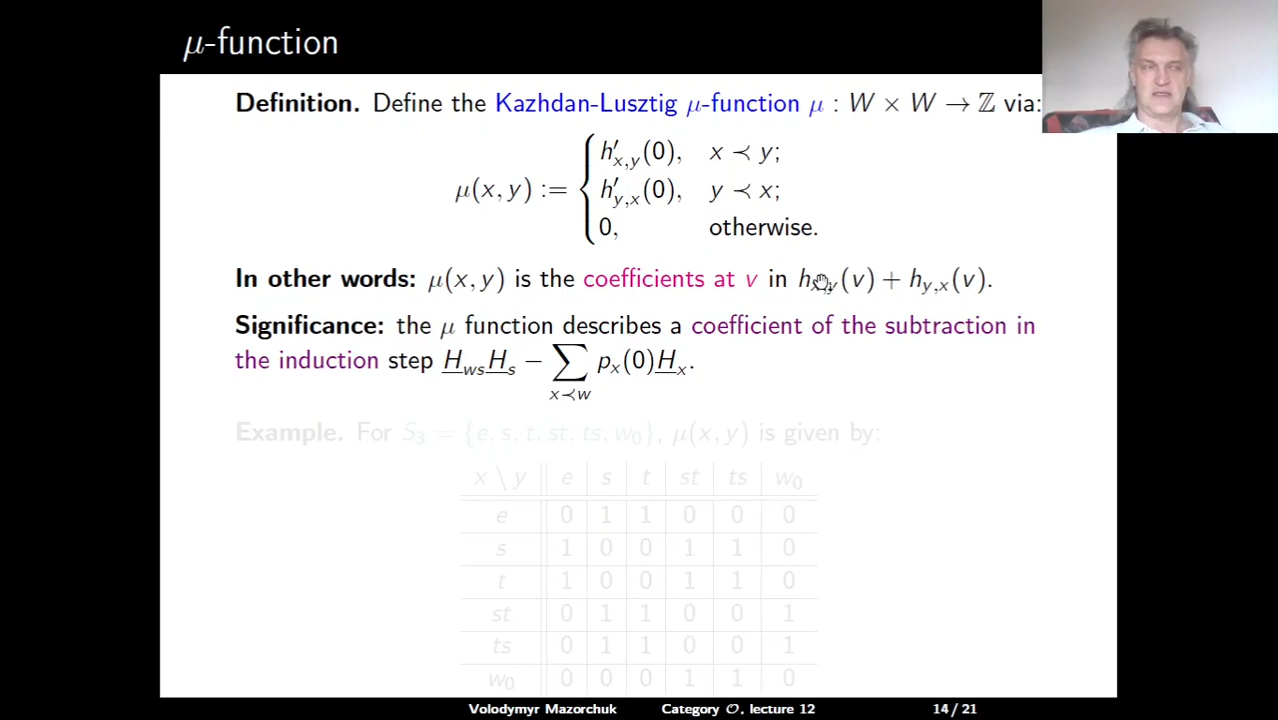 μ-function
Definition. Define the Kazhdan-Lusztig μ-function μ : W × W → ℤ via:
μ(x, y) := { h′x,y(0), x ≺ y;
h′y,x(0), y ≺ x;
0, otherwise.
In other words: μ(x, y) is the coefficients at v in hx,y(v) + hy,x(v).
Significance: the μ function describes a coefficient of the subtraction in
the induction step H̲ws H̲s − ∑x≺w px(0)H̲x.
Example. For S3 = {e, s, t, st, ts, w0}, μ(x, y) is given by:
x \ y e s t st ts w0
e 0 1 1 0 0 0
s 1 0 0 1 1 0
t 1 0 0 1 1 0
st 0 1 1 0 0 1
ts 0 1 1 0 0 1
w0 0 0 0 1 1 0
Volodymyr Mazorchuk Category O, lecture 12 14 / 21